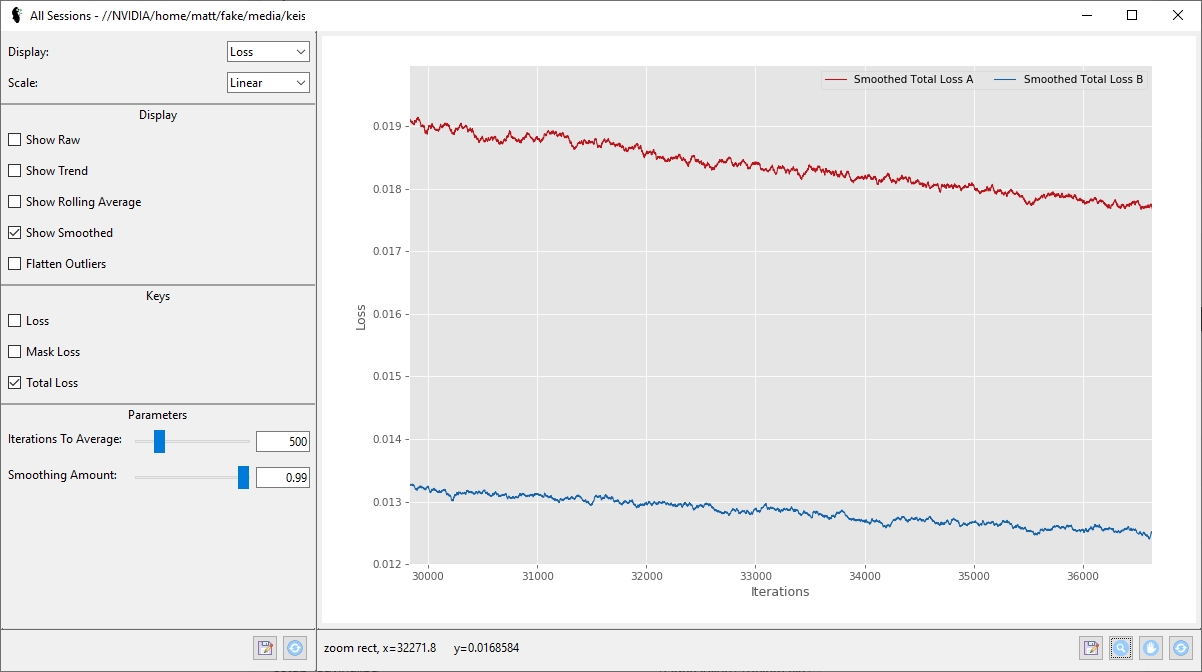 All Sessions - //NVIDIA/home/matt/fake/media/keis
Display:
Loss
Scale:
Linear
Display
Show Raw
Show Trend
Show Rolling Average
Show Smoothed
Flatten Outliers
Keys
Loss
Mask Loss
Total Loss
Parameters
Iterations To Average:
500
Smoothing Amount:
0.99
Smoothed Total Loss A
Smoothed Total Loss B
0.019
0.018
0.017
0.016
0.015
0.014
0.013
0.012
Loss
30000 31000 32000 33000 34000 35000 36000
Iterations
zoom rect, x=32271.8 y=0.0168584